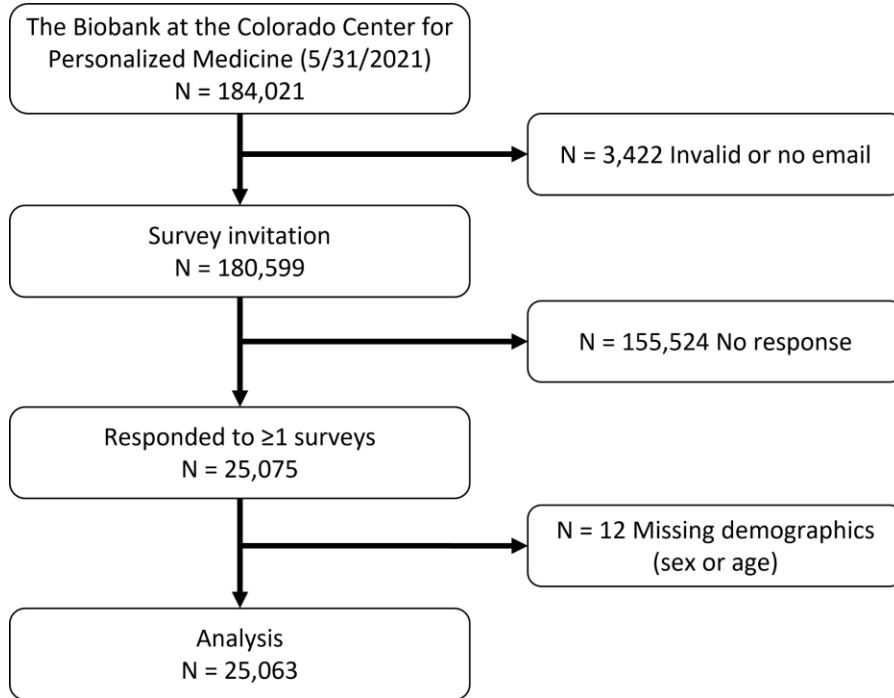 The Biobank at the Colorado Center for
Personalized Medicine (5/31/2021)
N = 184,021
N = 3,422 Invalid or no email
Survey invitation
N = 180,599
N = 155,524 No response
Responded to ≥1 surveys
N = 25,075
N = 12 Missing demographics
(sex or age)
Analysis
N = 25,063